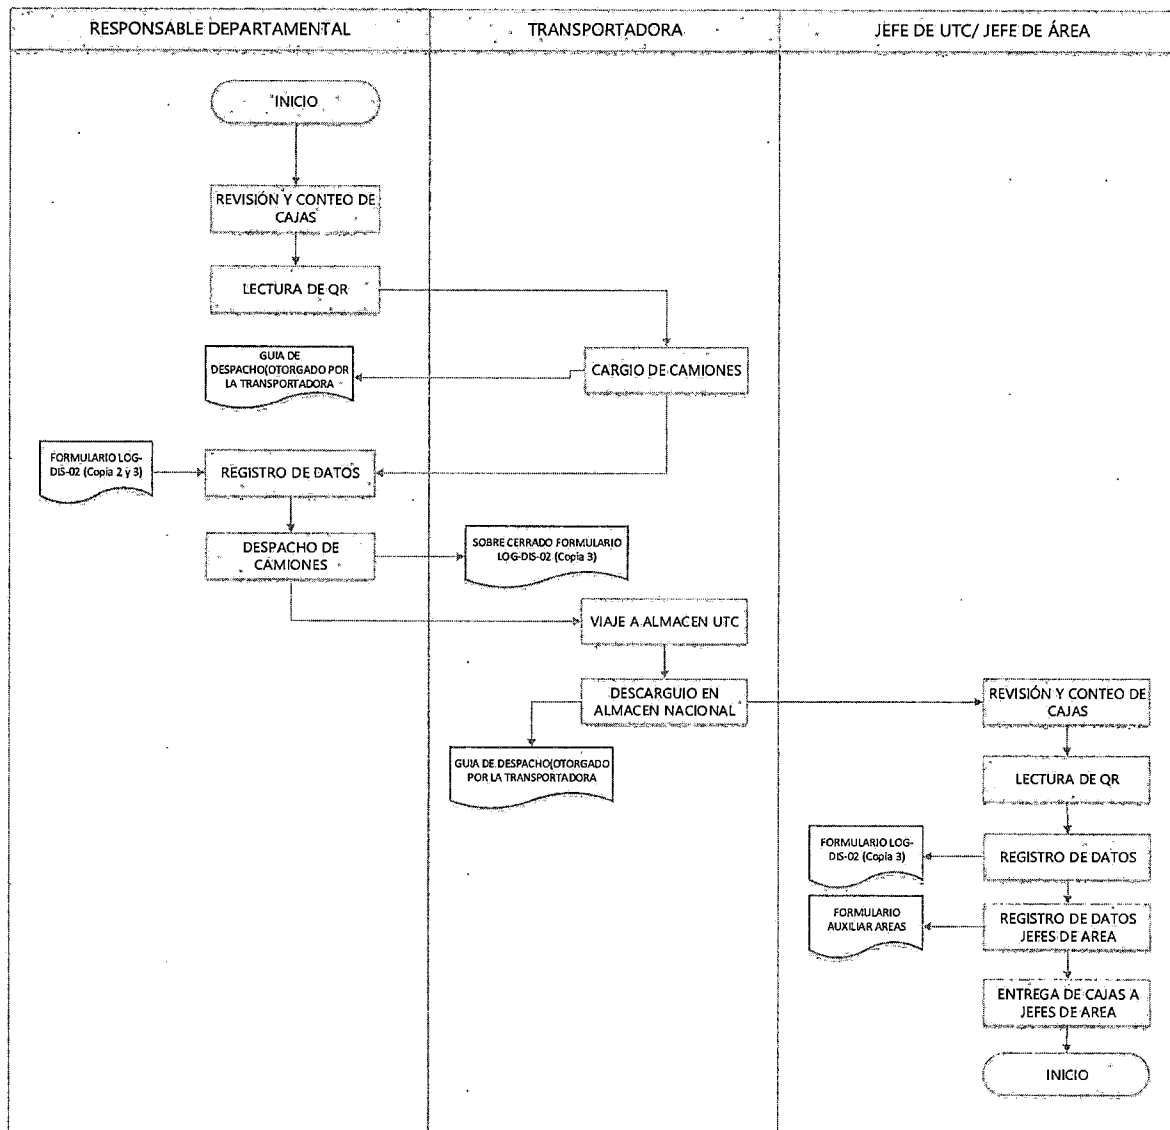 RESPONSABLE DEPARTAMENTAL
TRANSPORTADORA
JEFE DE UTC/ JEFE DE ÁREA
INICIO
REVISIÓN Y CONTEO DE
CAJAS
LECTURA DE QR
GUIA DE
DESPACHO(OTORGADO POR
LA TRANSPORTADORA
CARGIO DE CAMIONES
FORMULARIO LOG-
DIS-02 (Copia 2 y 3)
REGISTRO DE DATOS
DESPACHO DE
CAMIONES
SOBRE CERRADO FORMULARIO
LOG-DIS-02 (Copia 3)
VIAJE A ALMACEN UTC
DESCARGUIO EN
ALMACEN NACIONAL
REVISIÓN Y CONTEO DE
CAJAS
GUIA DE DESPACHO(OTORGADO
POR LA TRANSPORTADORA
LECTURA DE QR
FORMULARIO LOG-
DIS-02 (Copia 3)
REGISTRO DE DATOS
FORMULARIO
AUXILIAR AREAS
REGISTRO DE DATOS
JEFES DE AREA
ENTREGA DE CAJAS A
JEFES DE AREA
INICIO